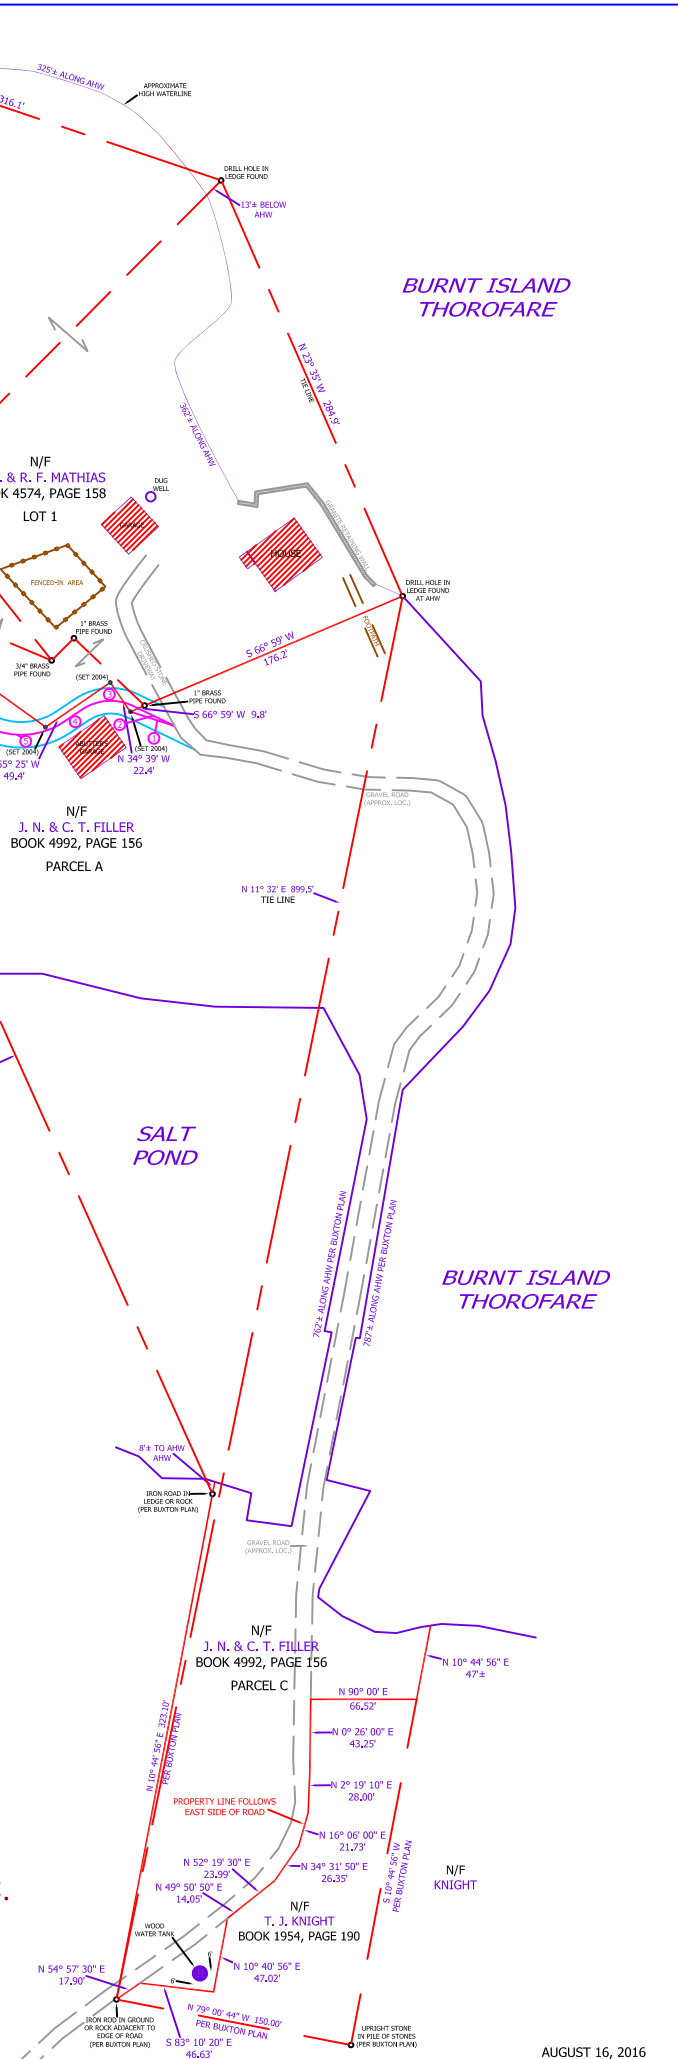 325'± ALONG AHW
APPROXIMATE
HIGH WATERLINE
316.1'
DRILL HOLE IN
LEDGE FOUND
13'± BELOW
AHW
BURNT ISLAND
THOROFARE
N 23° 35' W 284.9'
TIE LINE
362'± ALONG AHW
N/F
. & R. F. MATHIAS
K 4574, PAGE 158
LOT 1
DUG
WELL
GARAGE
GRANITE RETAINING WALL
HOUSE
FENCED-IN AREA
DRILL HOLE IN
LEDGE FOUND
AT AHW
1" BRASS
PIPE FOUND
FOOTPATH
CRUSHED STONE
DRIVEWAY
S 66° 59' W
176.2'
3/4" BRASS
PIPE FOUND
(SET 2004)
1" BRASS
PIPE FOUND
S 66° 59' W 9.8'
3
4
2
1
5
ABUTTER'S
GARAGE
(SET 2004)
(SET 2004)
55° 25' W
49.4'
N 34° 39' W
22.4'
GRAVEL ROAD
(APPROX. LOC.)
N/F
J. N. & C. T. FILLER
BOOK 4992, PAGE 156
PARCEL A
N 11° 32' E 899.5'
TIE LINE
SALT
POND
762'± ALONG AHW PER BUXTON PLAN
787'± ALONG AHW PER BUXTON PLAN
BURNT ISLAND
THOROFARE
8'± TO AHW
AHW
IRON ROAD IN
LEDGE OR ROCK
(PER BUXTON PLAN)
GRAVEL ROAD
(APPROX. LOC.)
N/F
J. N. & C. T. FILLER
BOOK 4992, PAGE 156
PARCEL C
N 10° 44' 56" E
47'±
N 90° 00' E
66.52'
N 0° 26' 00" E
43.25'
N 10° 44' 56" E 323.10'
PER BUXTON PLAN
N 2° 19' 10" E
28.00'
PROPERTY LINE FOLLOWS
EAST SIDE OF ROAD
N 16° 06' 00" E
21.73'
N 52° 19' 30" E
23.99'
N 34° 31' 50" E
26.35'
S 10° 44' 56" W
PER BUXTON PLAN
N/F
KNIGHT
N 49° 50' 50" E
14.05'
N/F
T. J. KNIGHT
BOOK 1954, PAGE 190
WOOD
WATER TANK
6'
6'
N 10° 40' 56" E
47.02'
N 54° 57' 30" E
17.90'
N 79° 00' 44" W 150.00'
PER BUXTON PLAN
IRON ROD IN GROUND
OR ROCK ADJACENT TO
EDGE OF ROAD
(PER BUXTON PLAN)
S 83° 10' 20" E
46.63'
UPRIGHT STONE
IN PILE OF STONES
(PER BUXTON PLAN)
AUGUST 16, 2016